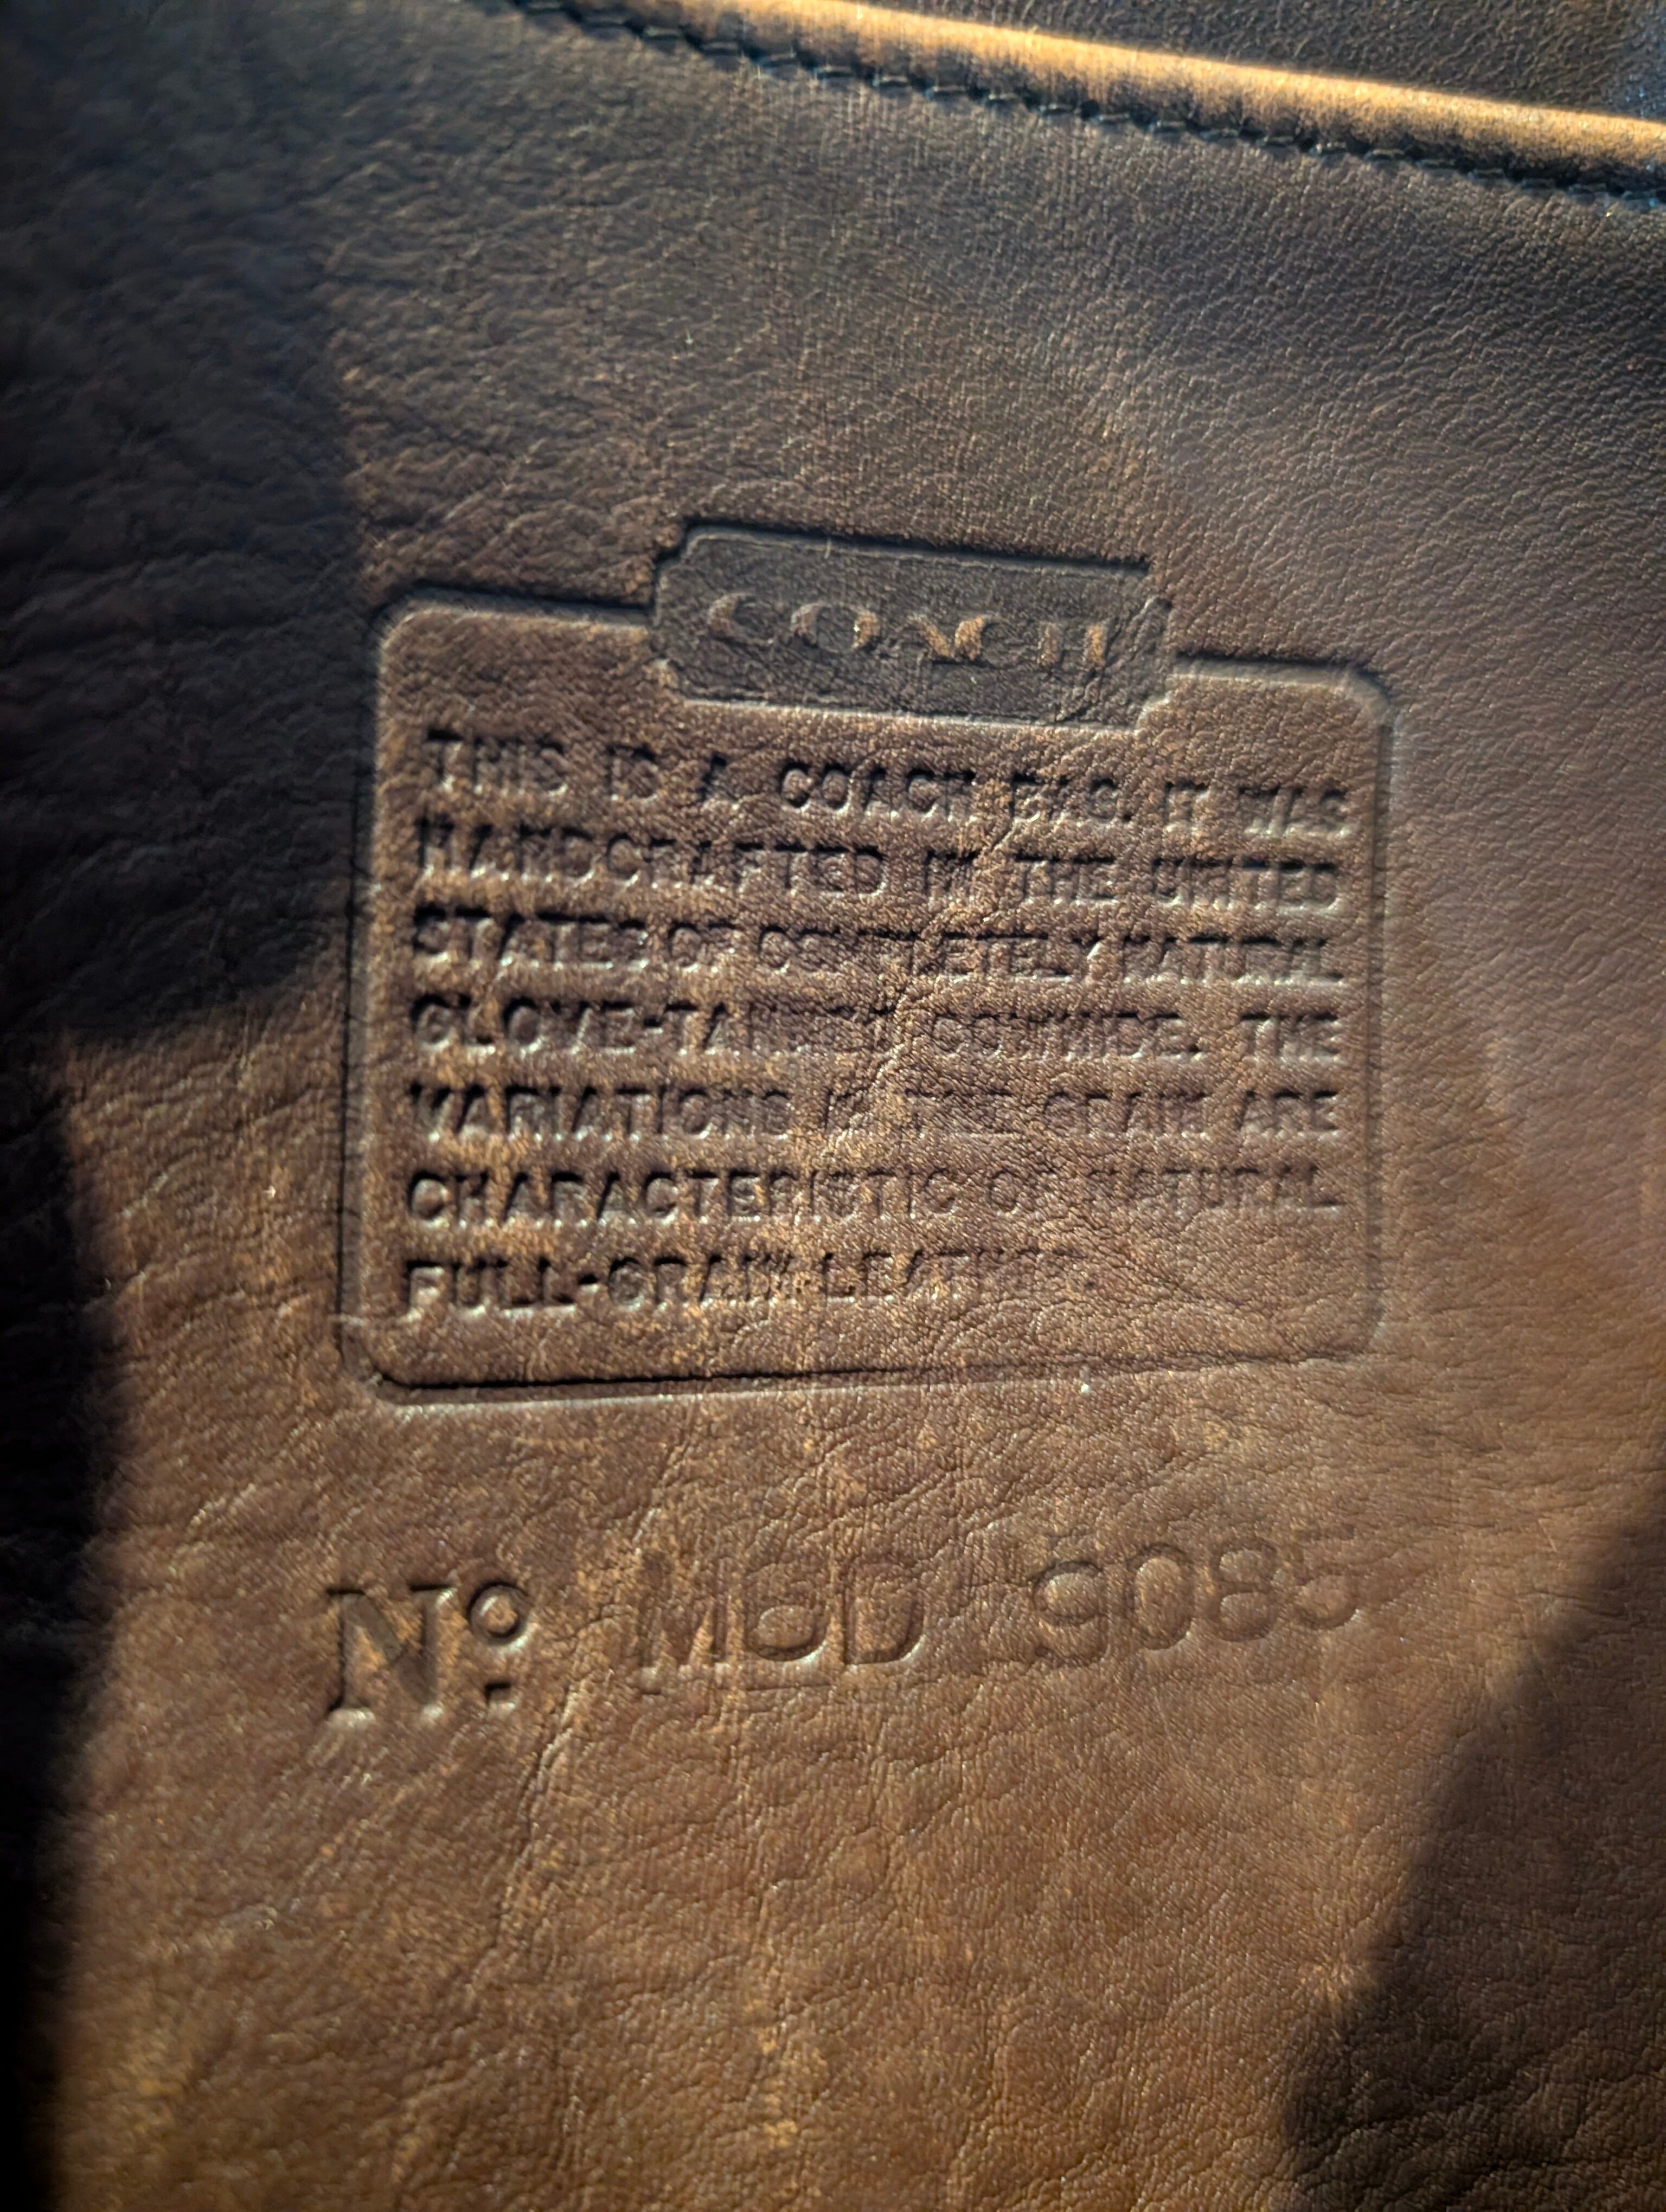 COACH
THIS IS A COACH BAG. IT WAS
HANDCRAFTED IN THE UNITED
STATES OF COMPLETELY NATURAL
GLOVE-TANNED COWHIDE. THE
VARIATIONS IN THE GRAIN ARE
CHARACTERISTIC OF NATURAL
FULL-GRAIN LEATHER.
Nº MOD 9085